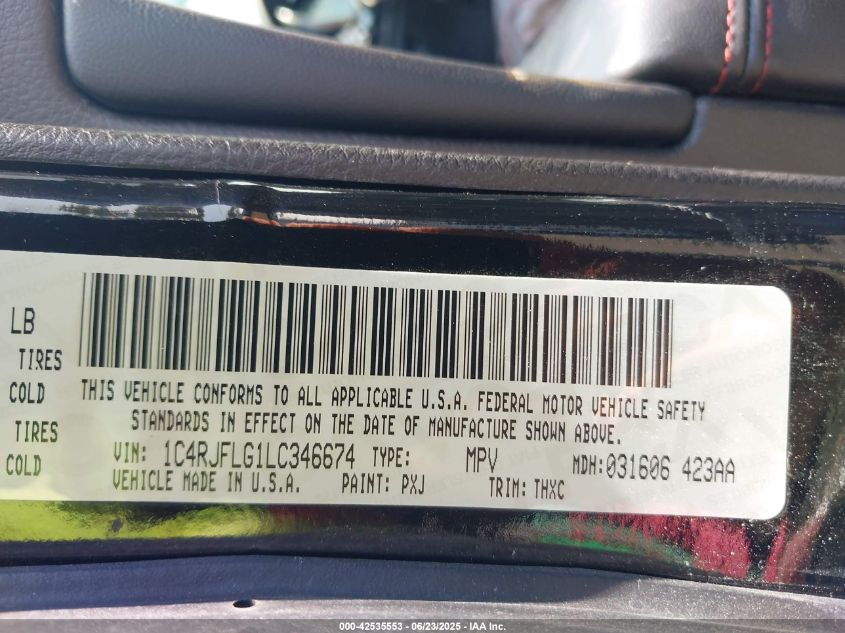 LB
TIRES
COLD THIS VEHICLE CONFORMS TO ALL APPLICABLE U.S.A. FEDERAL MOTOR VEHICLE SAFETY
STANDARDS IN EFFECT ON THE DATE OF MANUFACTURE SHOWN ABOVE.
TIRES
VIN: 1C4RJFLG1LC346674 TYPE: MPV MDH:031606 423AA
COLD
VEHICLE MADE IN U.S.A. PAINT: PXJ TRIM: THXC
000-42535553 - 06/23/2025 - IAA Inc.